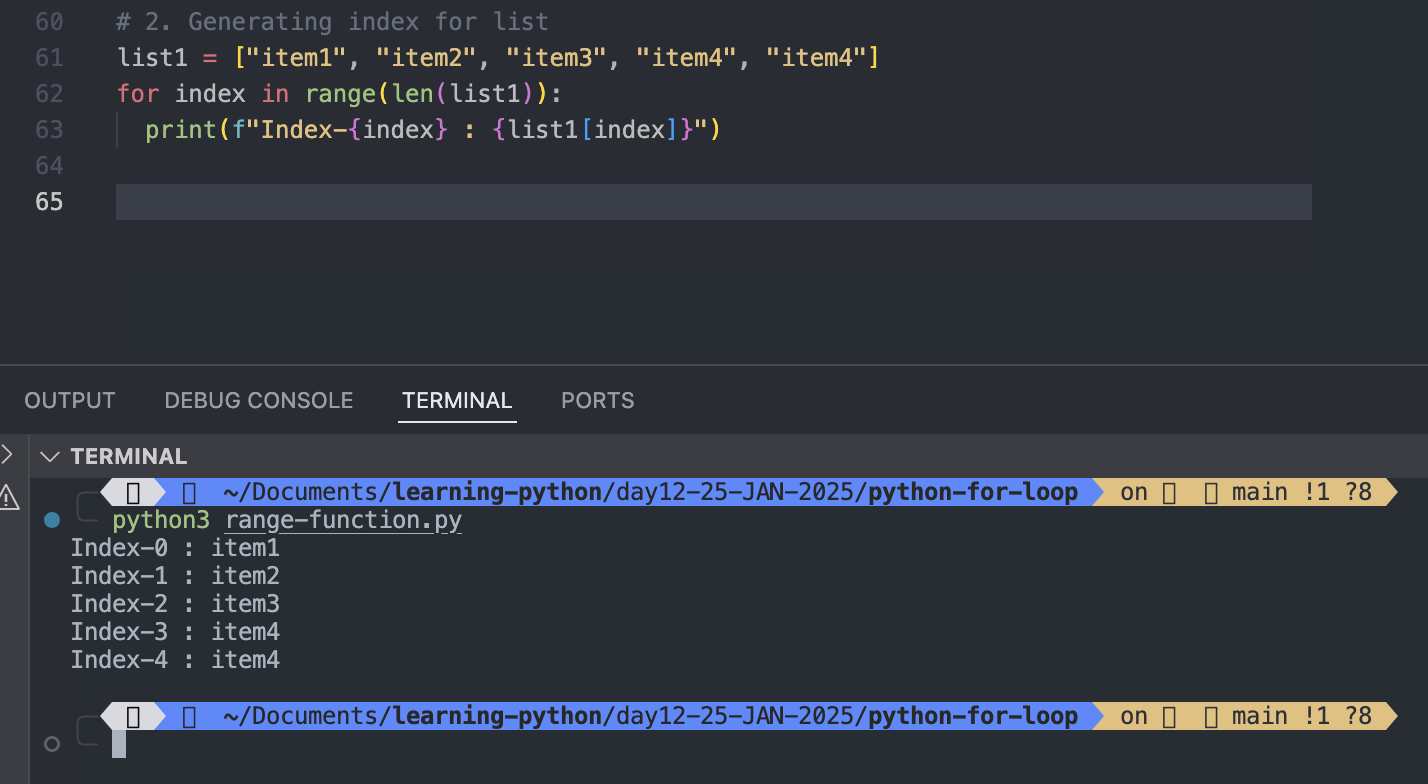 60 # 2. Generating index for list
61 list1 = ["item1", "item2", "item3", "item4", "item4"]
62 for index in range(len(list1)):
63   print(f"Index-{index} : {list1[index]}")
64
65
OUTPUT DEBUG CONSOLE TERMINAL PORTS
TERMINAL
~/Documents/learning-python/day12-25-JAN-2025/python-for-loop on main !1 ?8
python3 range-function.py
Index-0 : item1
Index-1 : item2
Index-2 : item3
Index-3 : item4
Index-4 : item4
~/Documents/learning-python/day12-25-JAN-2025/python-for-loop on main !1 ?8